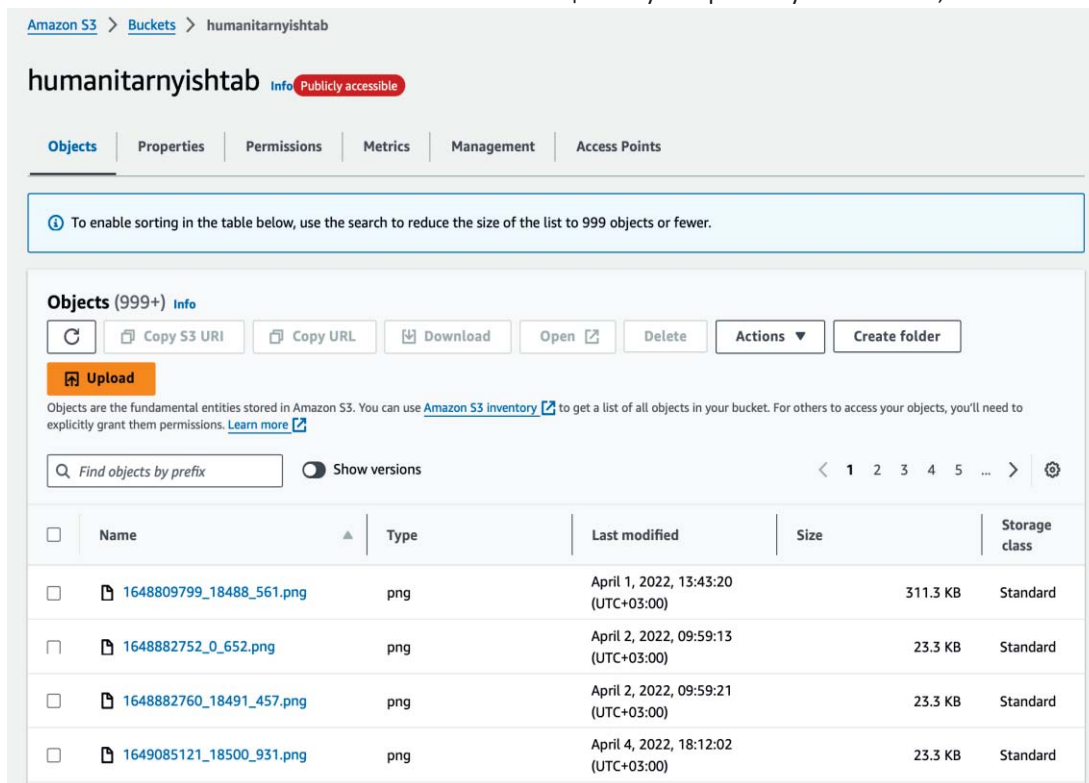 Amazon S3 > Buckets > humanitarnyishtab
humanitarnyishtab Info Publicly accessible
Objects Properties Permissions Metrics Management Access Points
To enable sorting in the table below, use the search to reduce the size of the list to 999 objects or fewer.
Objects (999+) Info
Copy S3 URI Copy URL Download Open Delete Actions Create folder
Upload
Objects are the fundamental entities stored in Amazon S3. You can use Amazon S3 inventory to get a list of all objects in your bucket. For others to access your objects, you'll need to
explicitly grant them permissions. Learn more
Find objects by prefix Show versions < 1 2 3 4 5 ... >
Name Type Last modified Size Storage
class
1648809799_18488_561.png png April 1, 2022, 13:43:20
(UTC+03:00) 311.3 KB Standard
1648882752_0_652.png png April 2, 2022, 09:59:13
(UTC+03:00) 23.3 KB Standard
1648882760_18491_457.png png April 2, 2022, 09:59:21
(UTC+03:00) 23.3 KB Standard
1649085121_18500_931.png png April 4, 2022, 18:12:02
(UTC+03:00) 23.3 KB Standard